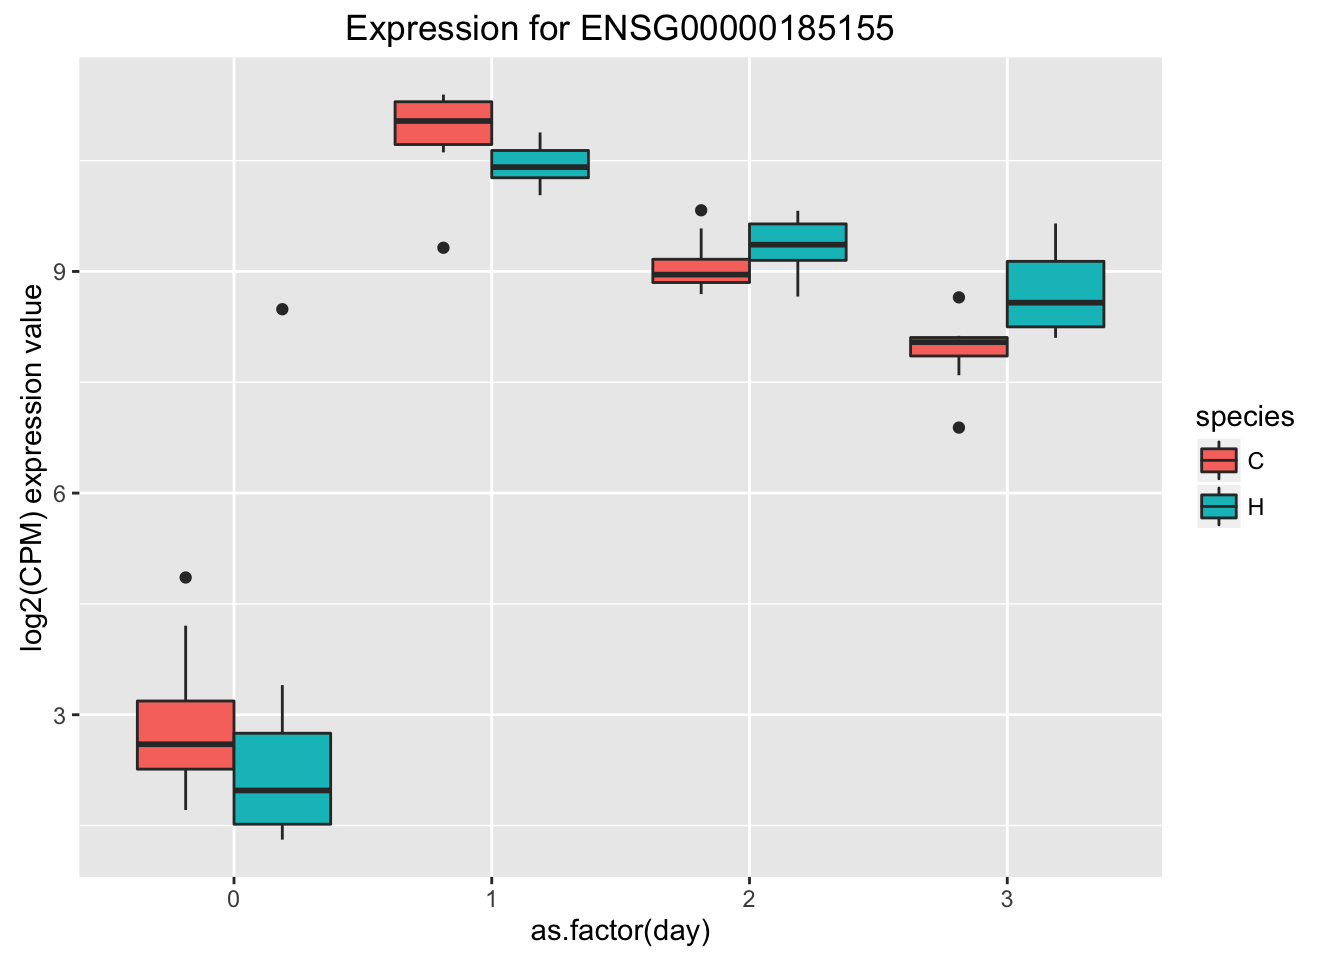 Expression for ENSG00000185155
log2(CPM) expression value
9
6
3
0 1 2 3
as.factor(day)
species
C
H